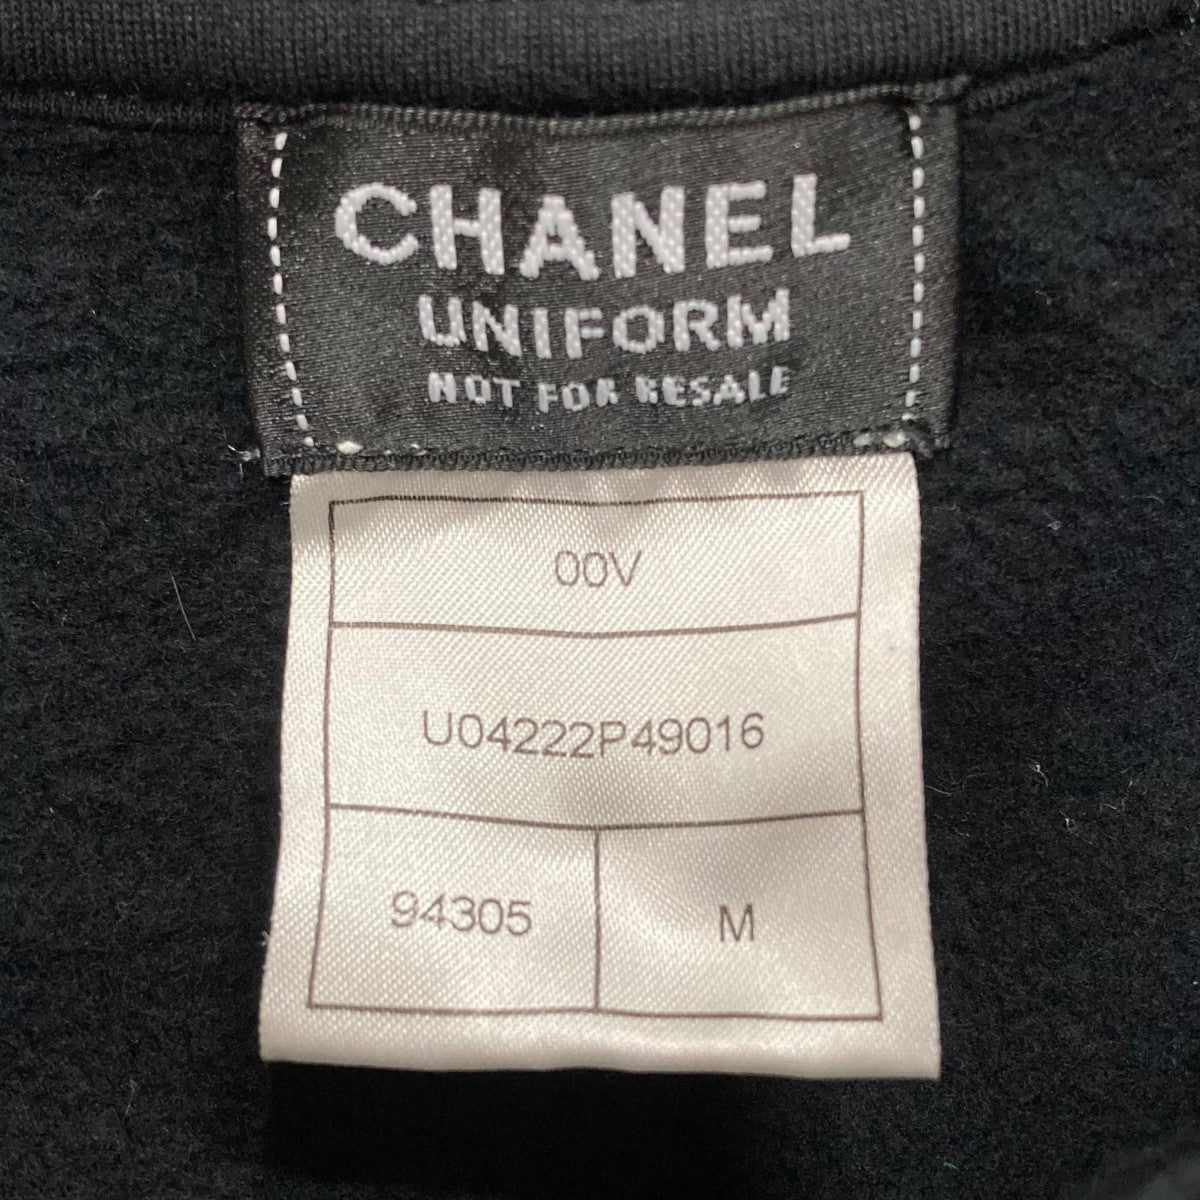 CHANEL
UNIFORM
NOT FOR RESALE
00V
U04222P49016
94305 M